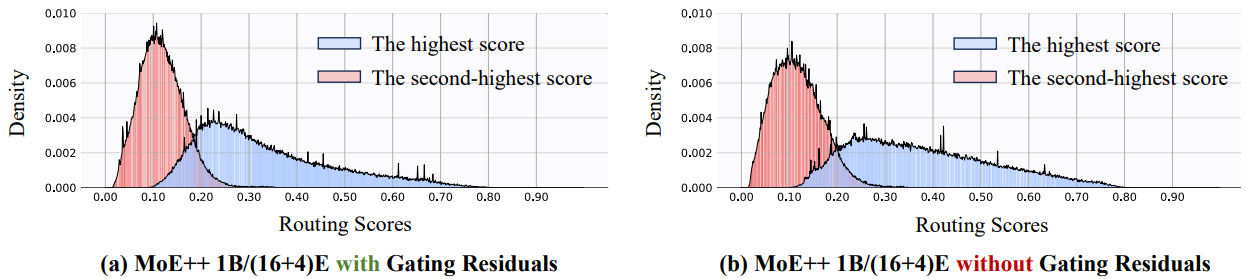 0.010
0.008
0.006
0.004
0.002
0.000
Density
The highest score
The second-highest score
0.00 0.10 0.20 0.30 0.40 0.50 0.60 0.70 0.80 0.90
Routing Scores
(a) MoE++ 1B/(16+4)E with Gating Residuals
0.010
0.008
0.006
0.004
0.002
0.000
Density
The highest score
The second-highest score
0.00 0.10 0.20 0.30 0.40 0.50 0.60 0.70 0.80 0.90
Routing Scores
(b) MoE++ 1B/(16+4)E without Gating Residuals